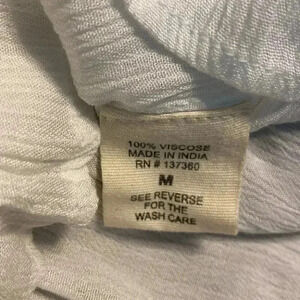 100% VISCOSE
MADE IN INDIA
RN # 137360
M
SEE REVERSE
FOR THE
WASH CARE